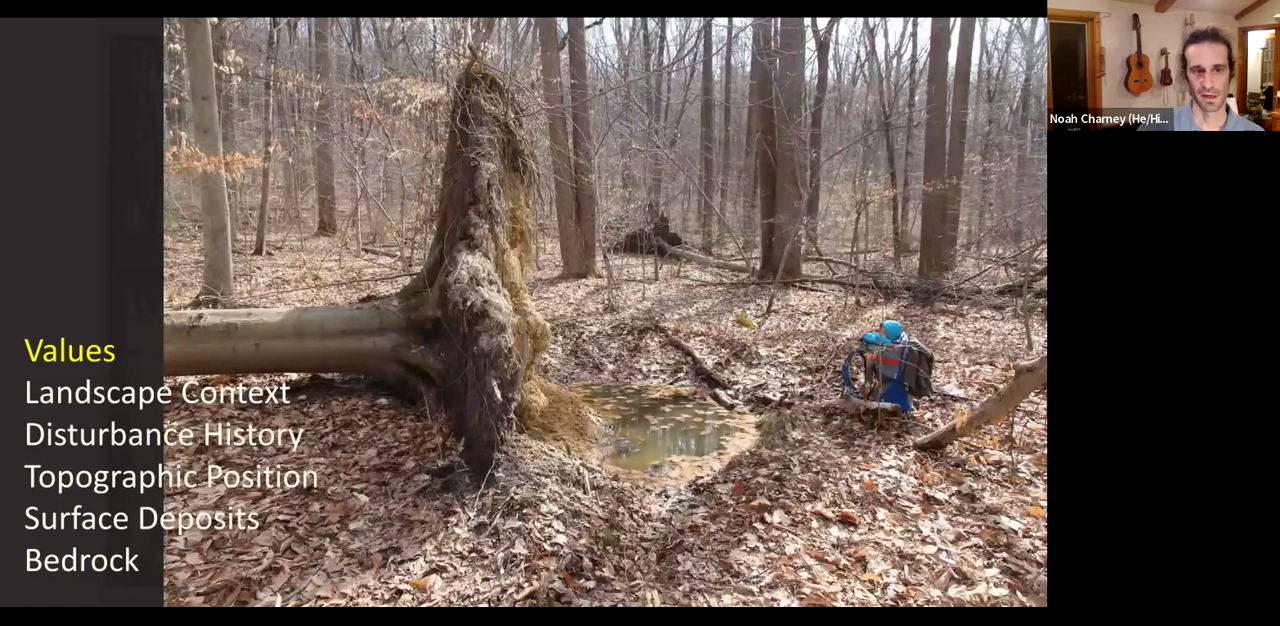 Values
Landscape Context
Disturbance History
Topographic Position
Surface Deposits
Bedrock
Noah Charney (He/Hi...